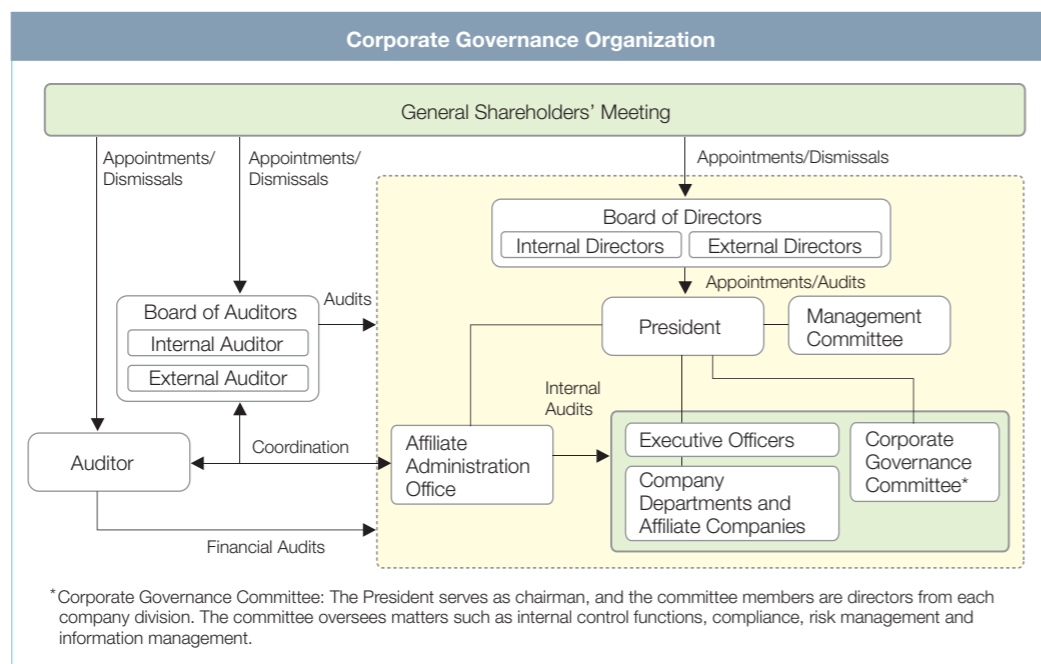 Corporate Governance Organization
General Shareholders' Meeting
Appointments/
Dismissals
Appointments/
Dismissals
Appointments/Dismissals
Board of Directors
Internal Directors
External Directors
Appointments/Audits
Board of Auditors
Internal Auditor
External Auditor
Audits
President
Management
Committee
Internal
Audits
Auditor
Coordination
Affiliate
Administration
Office
Executive Officers
Company
Departments and
Affiliate Companies
Corporate
Governance
Committee*
Financial Audits
*Corporate Governance Committee: The President serves as chairman, and the committee members are directors from each
company division. The committee oversees matters such as internal control functions, compliance, risk management and
information management.